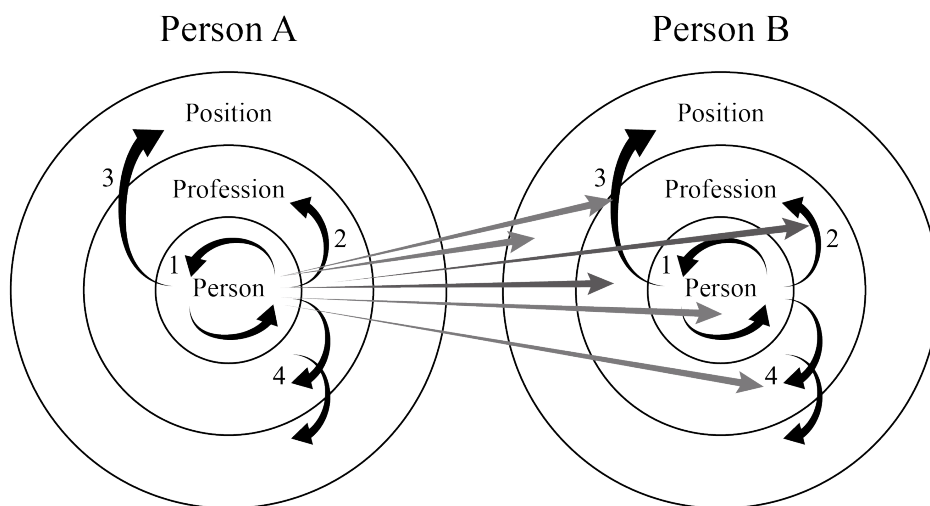 Person A
Person B
Position
Position
3
3
Profession
Profession
2
2
1
1
Person
Person
4
4